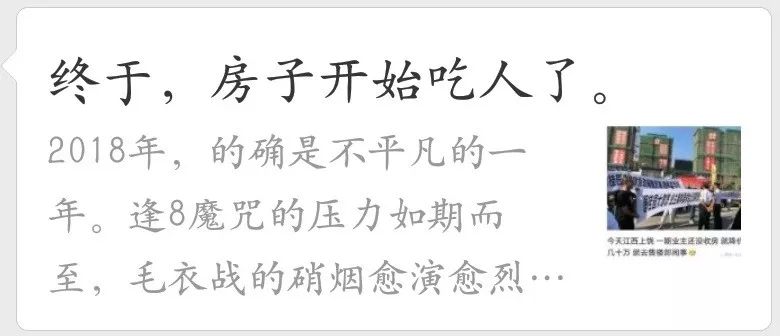 终于，房子开始吃人了。
2018年，的确是不平凡的一
年。逢8魔咒的压力如期而
至，毛衣战的硝烟愈演愈烈…
今天江西上饶 一期业主还没收房 就降价
几十万 就去售楼部闹事